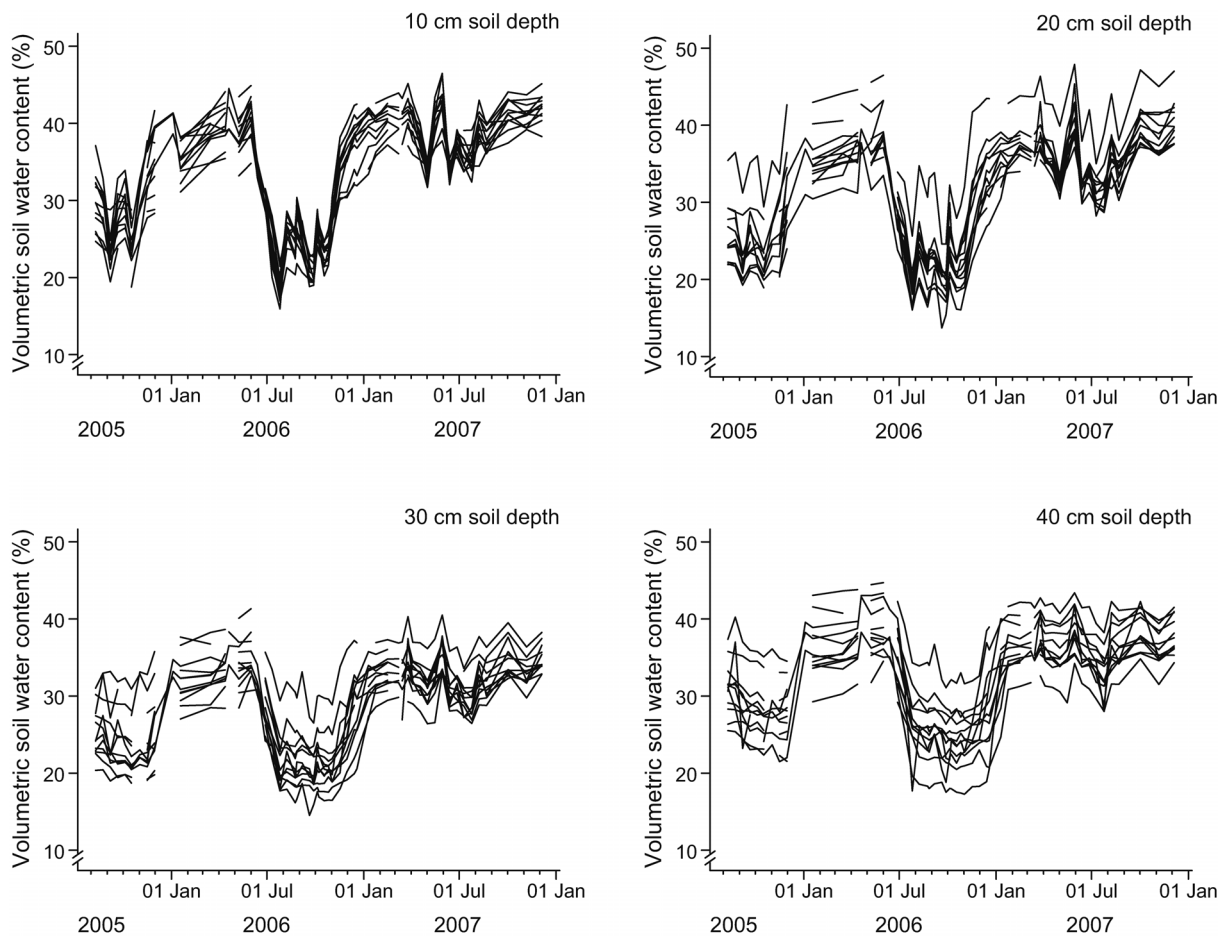 10 cm soil depth
Volumetric soil water content (%)
50
40
30
20
10
01 Jan 01 Jul 01 Jan 01 Jul 01 Jan
2005 2006 2007
20 cm soil depth
Volumetric soil water content (%)
50
40
30
20
10
01 Jan 01 Jul 01 Jan 01 Jul 01 Jan
2005 2006 2007
30 cm soil depth
Volumetric soil water content (%)
50
40
30
20
10
01 Jan 01 Jul 01 Jan 01 Jul 01 Jan
2005 2006 2007
40 cm soil depth
Volumetric soil water content (%)
50
40
30
20
10
01 Jan 01 Jul 01 Jan 01 Jul 01 Jan
2005 2006 2007